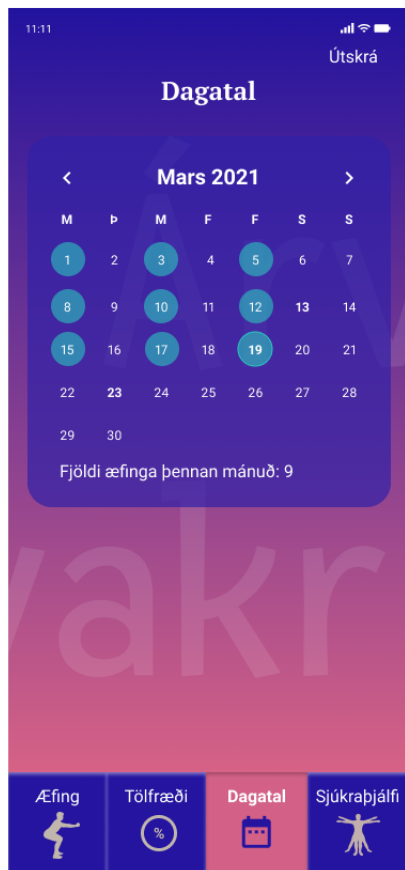 11:11
Útskrá
Dagatal
Mars 2021
M Þ M F F S S
1 2 3 4 5 6 7
8 9 10 11 12 13 14
15 16 17 18 19 20 21
22 23 24 25 26 27 28
29 30
Fjöldi æfinga þennan mánuð: 9
Árvakr
Æfing Tölfræði Dagatal Sjúkraþjálfi
%